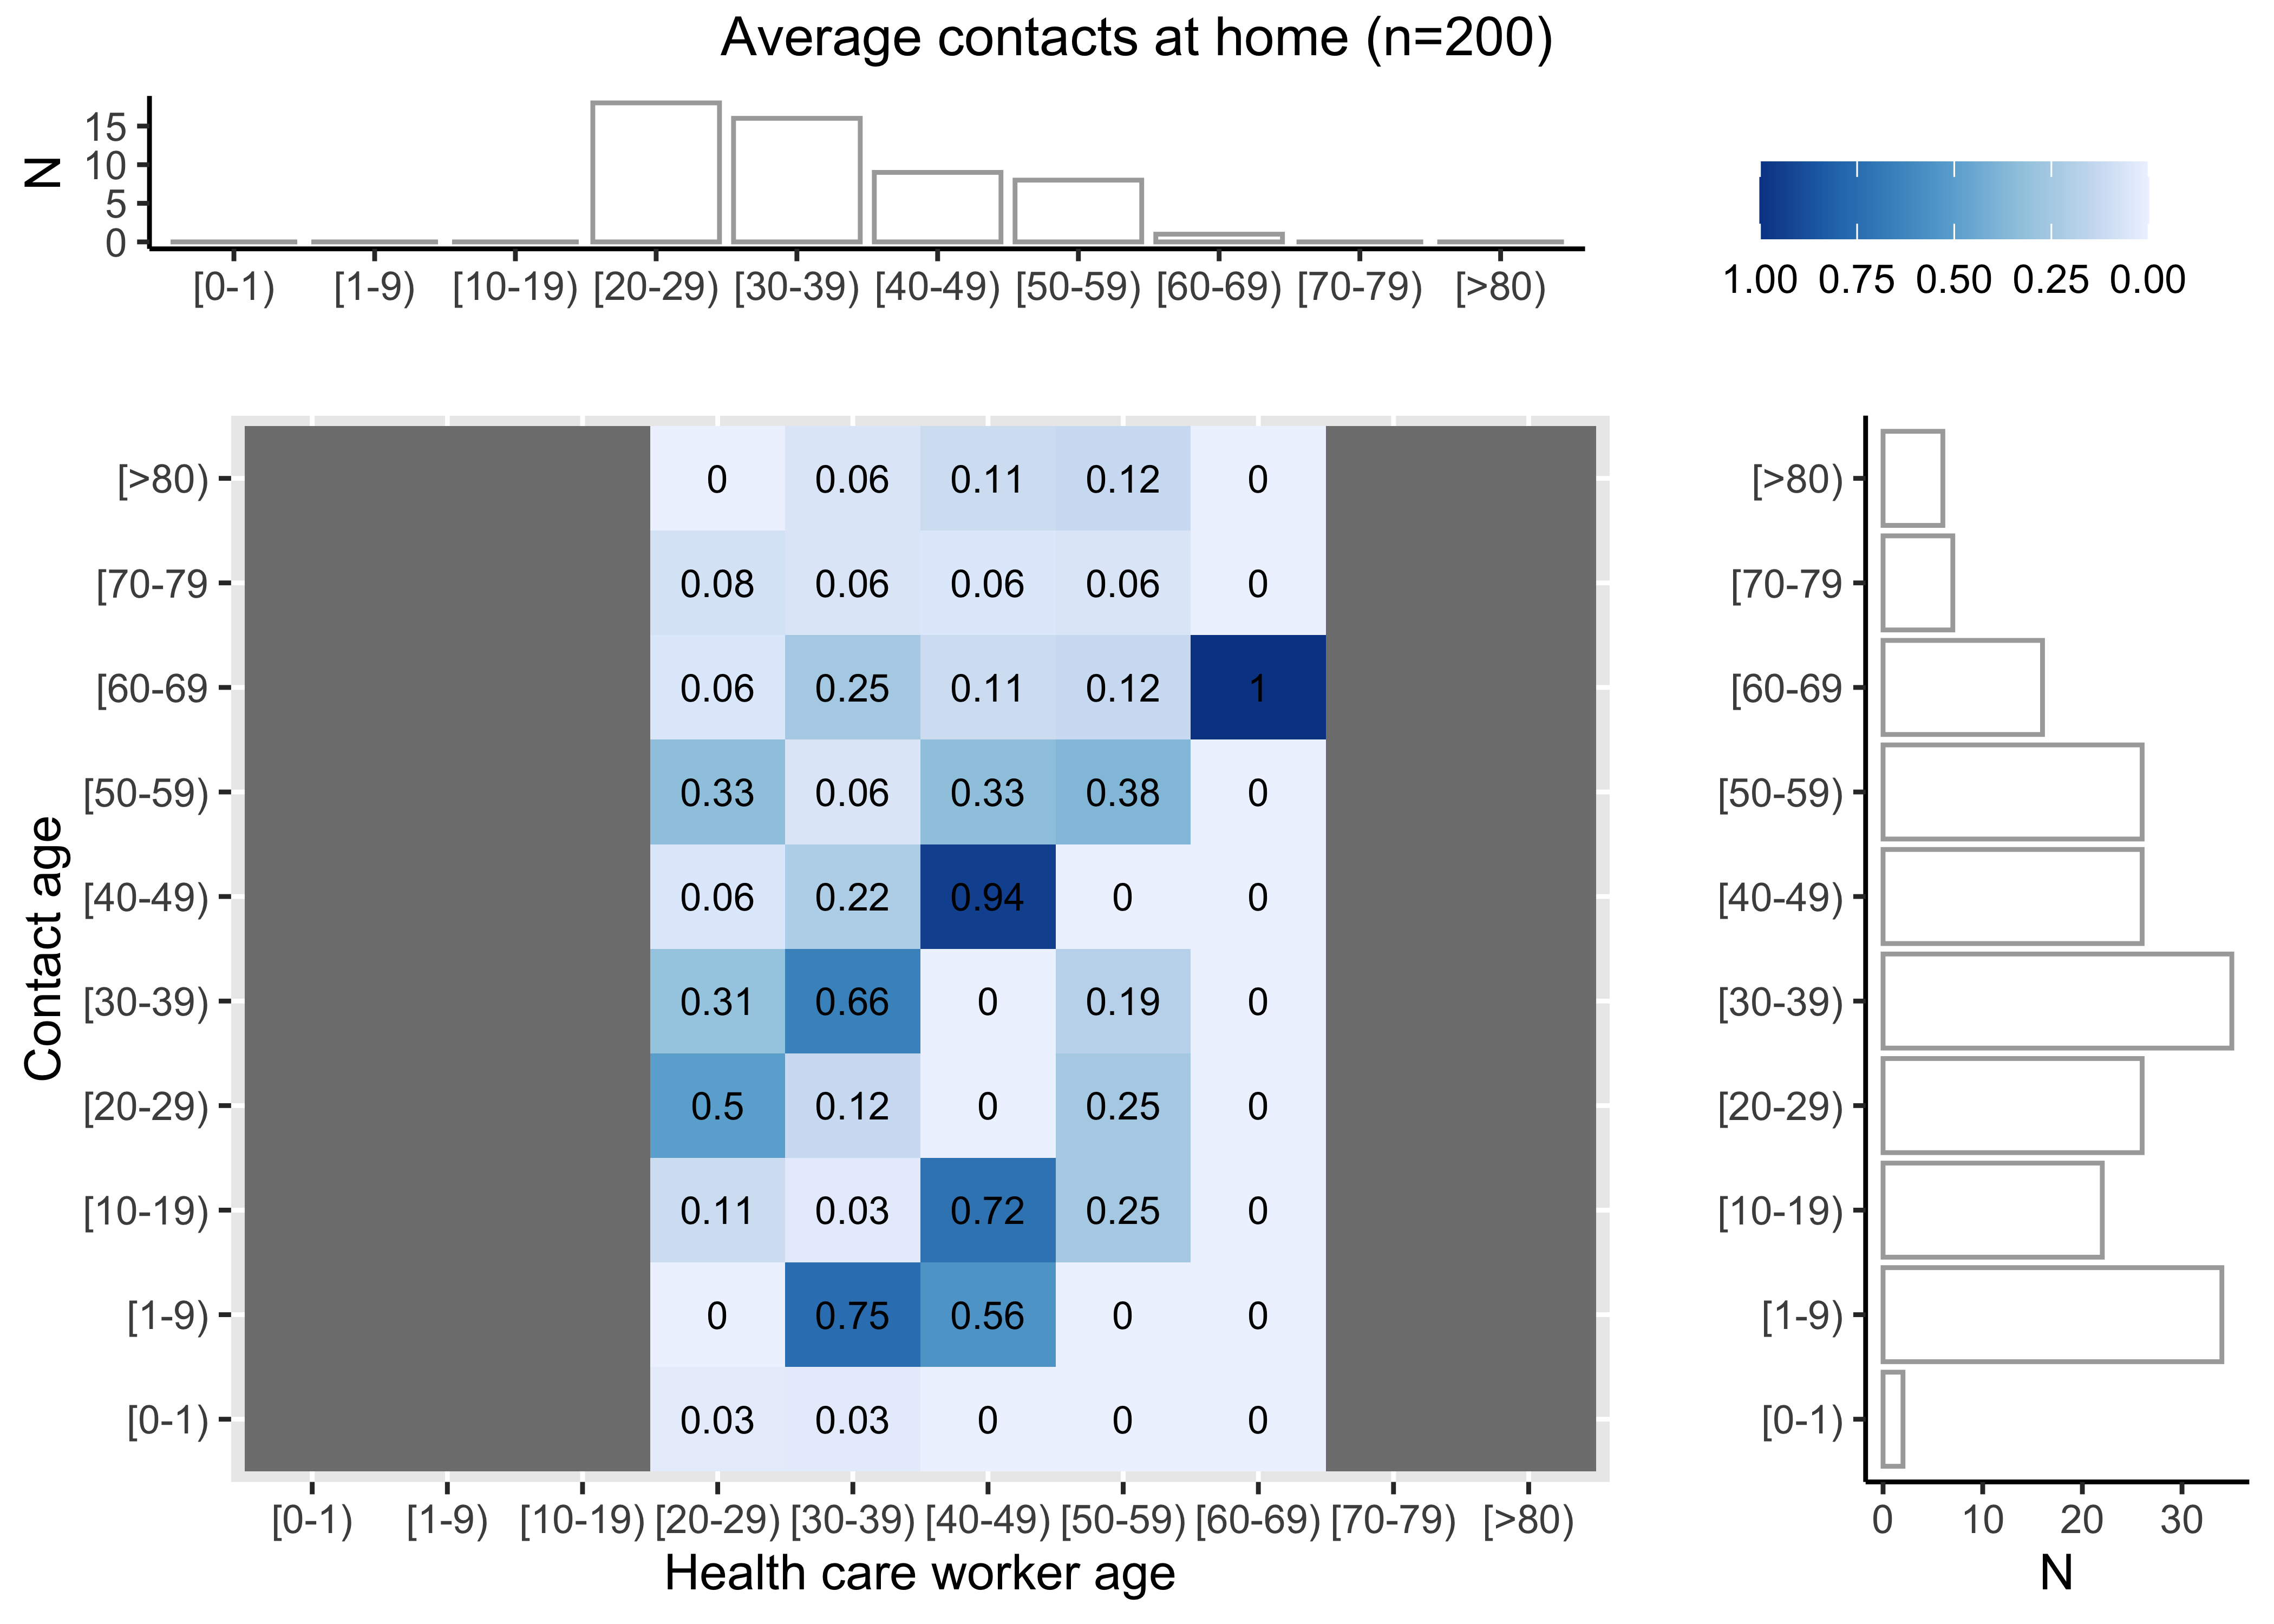 Average contacts at home (n=200)
N
15
10
5
0
[0-1) [1-9) [10-19) [20-29) [30-39) [40-49) [50-59) [60-69) [70-79) [>80)
1.00 0.75 0.50 0.25 0.00
Contact age
[>80) 0 0.06 0.11 0.12 0
[70-79 0.08 0.06 0.06 0.06 0
[60-69 0.06 0.25 0.11 0.12 1
[50-59) 0.33 0.06 0.33 0.38 0
[40-49) 0.06 0.22 0.94 0 0
[30-39) 0.31 0.66 0 0.19 0
[20-29) 0.5 0.12 0 0.25 0
[10-19) 0.11 0.03 0.72 0.25 0
[1-9) 0 0.75 0.56 0 0
[0-1) 0.03 0.03 0 0 0
[0-1) [1-9) [10-19) [20-29) [30-39) [40-49) [50-59) [60-69) [70-79) [>80)
Health care worker age
[>80)
[70-79
[60-69
[50-59)
[40-49)
[30-39)
[20-29)
[10-19)
[1-9)
[0-1)
0 10 20 30
N